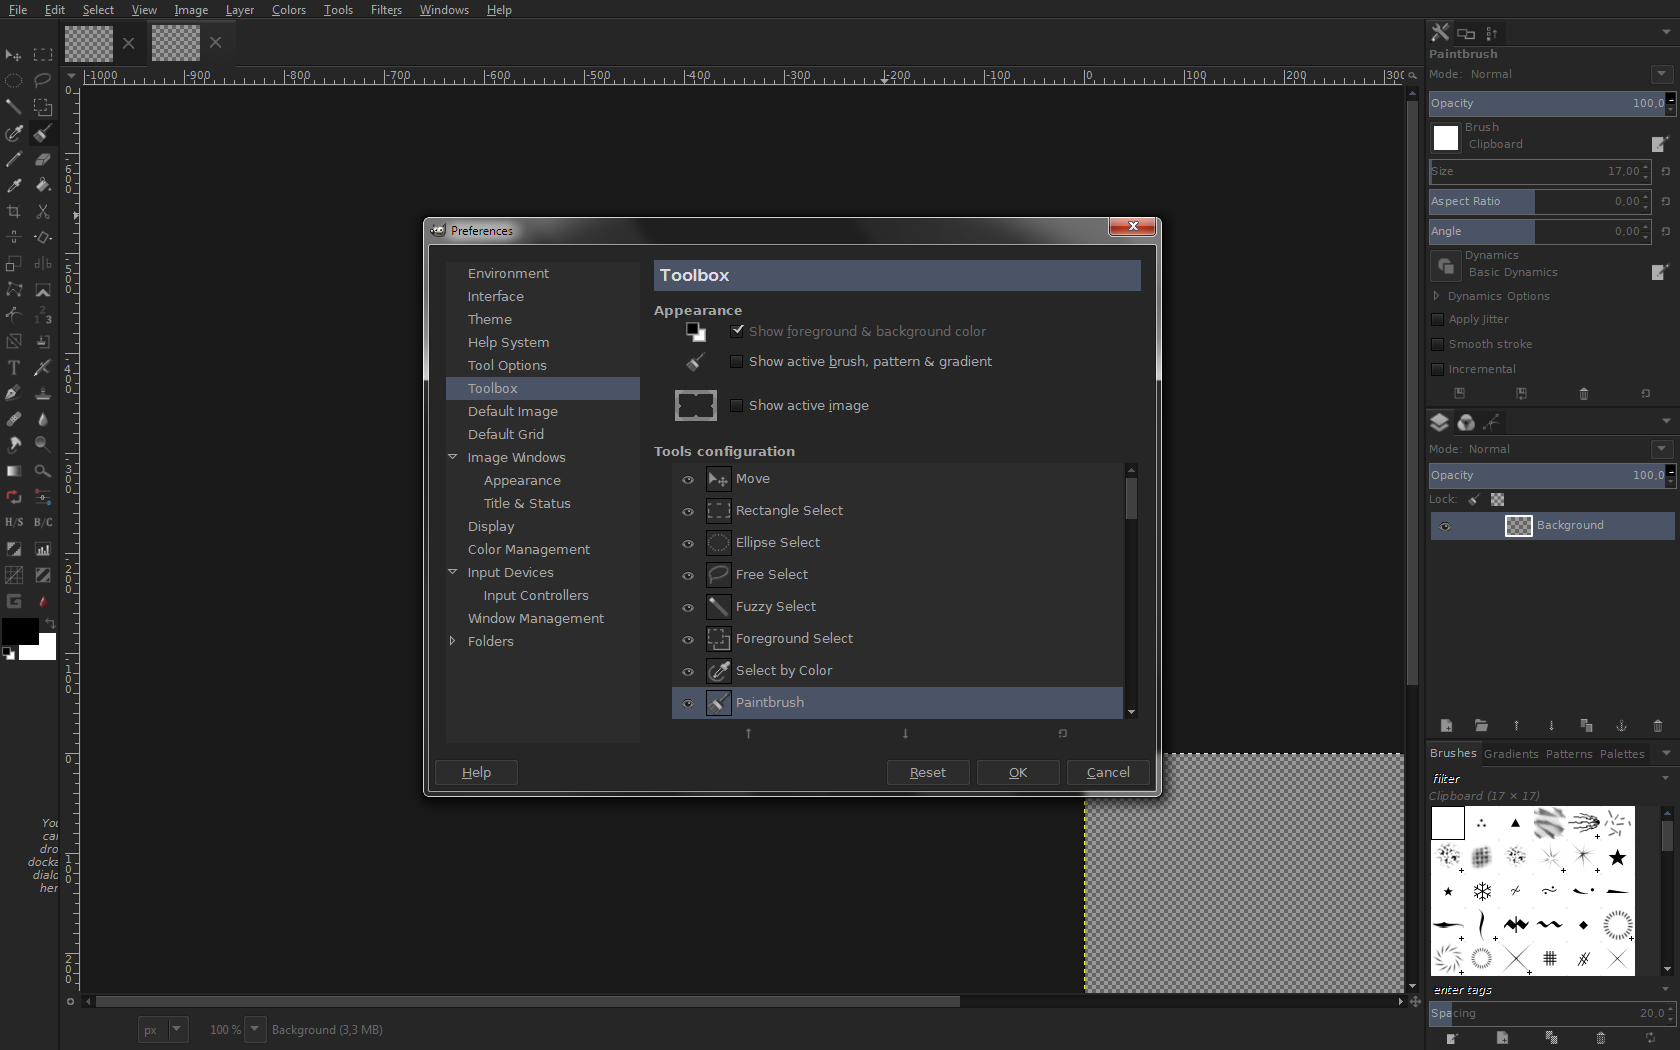 File Edit Select View Image Layer Colors Tools Filters Windows Help
-1000 -900 -800 -700 -600 -500 -400 -300 -200 -100 0 100 200 300
Paintbrush
Mode: Normal
Opacity 100,0
Brush
Clipboard
Size 17,00
Aspect Ratio 0,00
Angle 0,00
Dynamics
Basic Dynamics
Dynamics Options
Apply Jitter
Smooth stroke
Incremental
Mode: Normal
Opacity 100,0
Lock:
Background
Brushes Gradients Patterns Palettes
filter
Clipboard (17 × 17)
enter tags
Spacing 20,0
H/S B/C
You
can
dro
docka
dialo
her
Preferences
Environment
Interface
Theme
Help System
Tool Options
Toolbox
Default Image
Default Grid
Image Windows
Appearance
Title & Status
Display
Color Management
Input Devices
Input Controllers
Window Management
Folders
Toolbox
Appearance
Show foreground & background color
Show active brush, pattern & gradient
Show active image
Tools configuration
Move
Rectangle Select
Ellipse Select
Free Select
Fuzzy Select
Foreground Select
Select by Color
Paintbrush
Help Reset OK Cancel
px 100 % Background (3,3 MB)